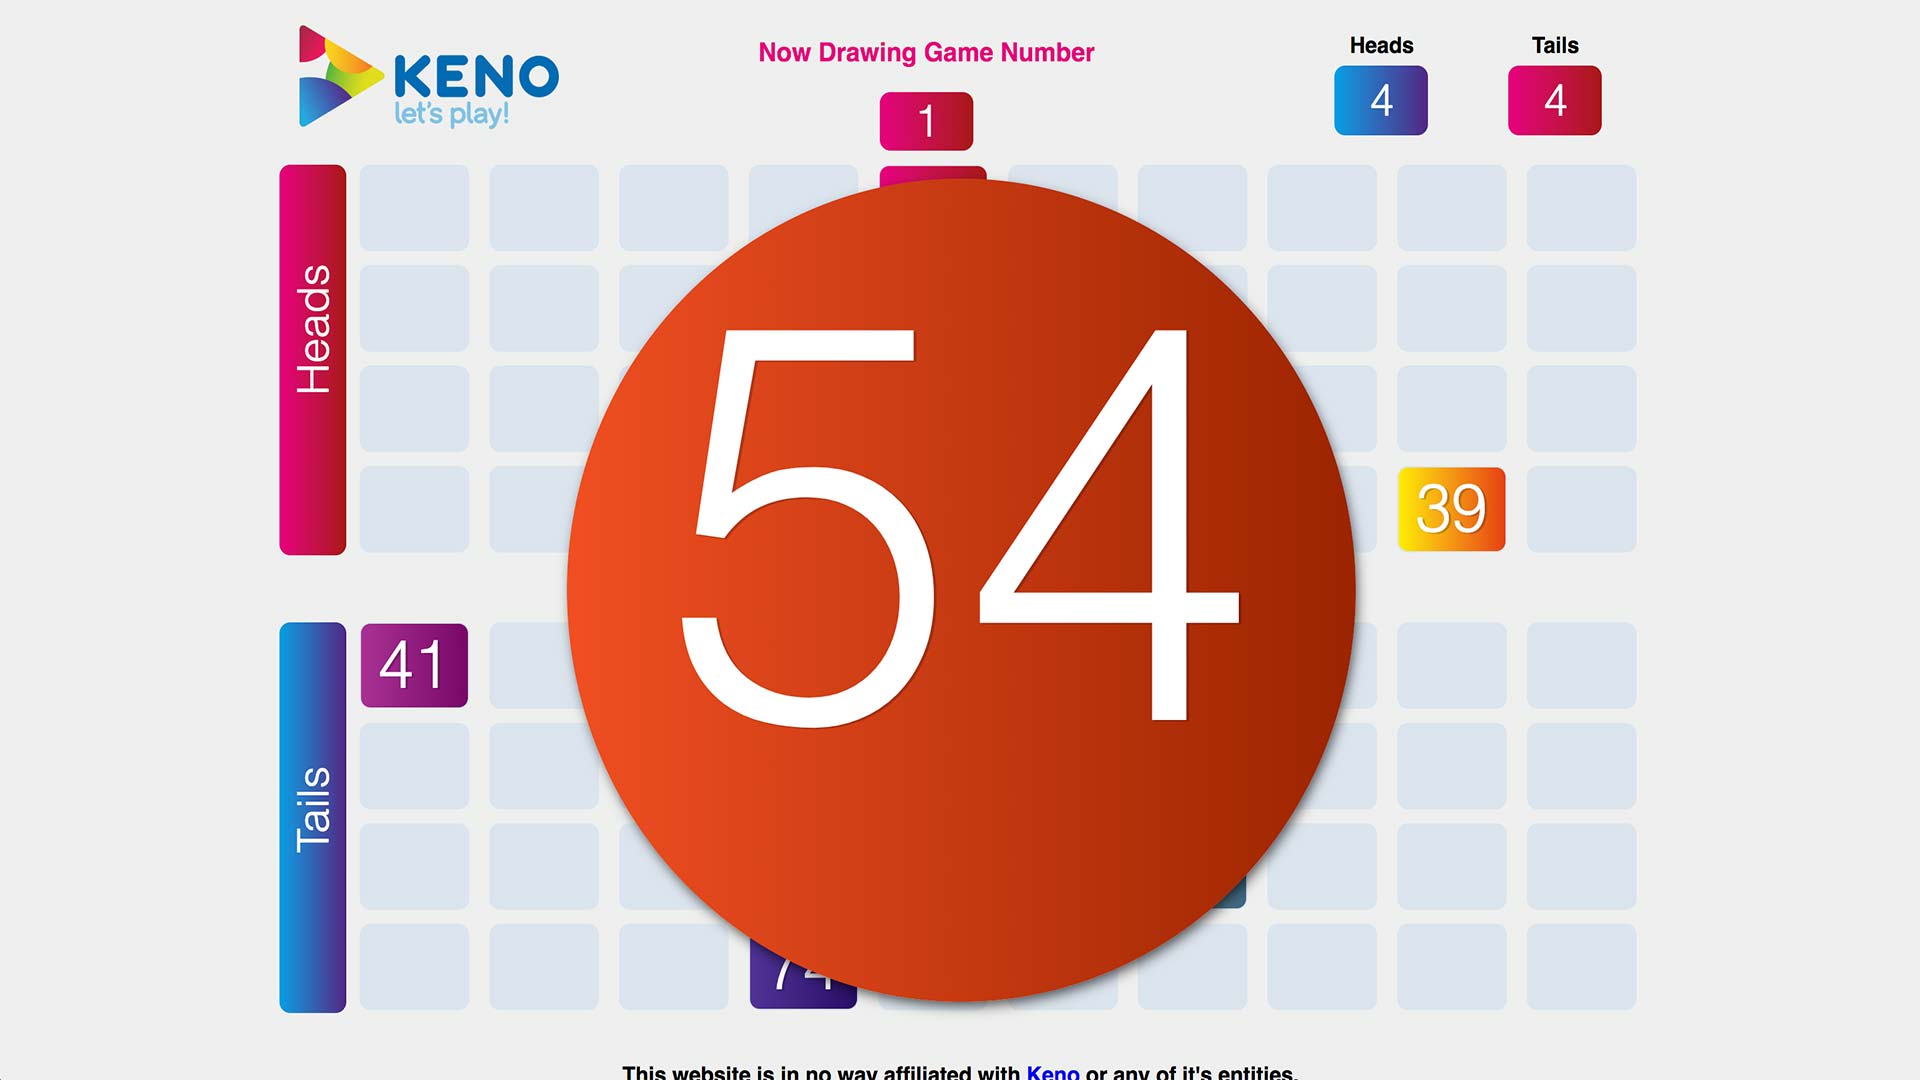 KENO
let's play!
Now Drawing Game Number
1
Heads
4
Tails
4
Heads
54
39
41
Tails
74
This website is in no way affiliated with Keno or any of it's entities.